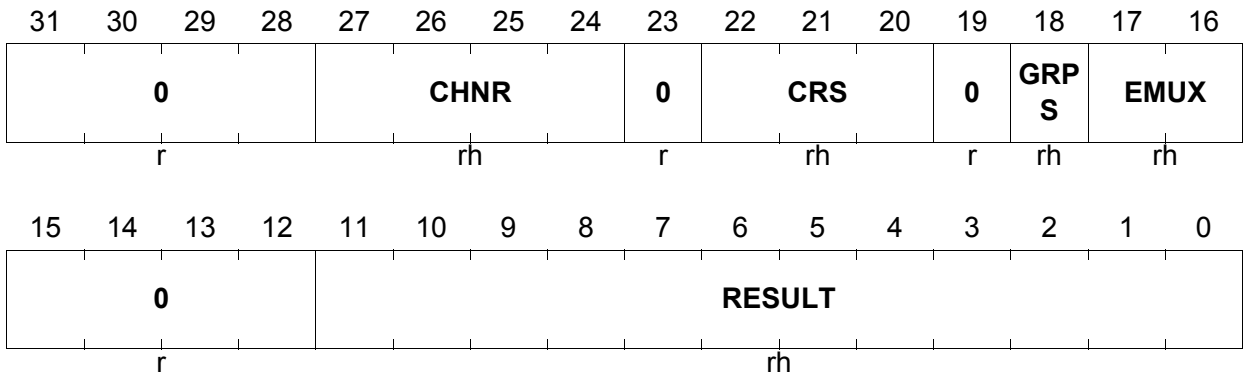 31 30 29 28 27 26 25 24 23 22 21 20 19 18 17 16
0 CHNR 0 CRS 0 GRP EMUX
S
r rh r rh r rh rh
15 14 13 12 11 10 9 8 7 6 5 4 3 2 1 0
0 RESULT
r rh